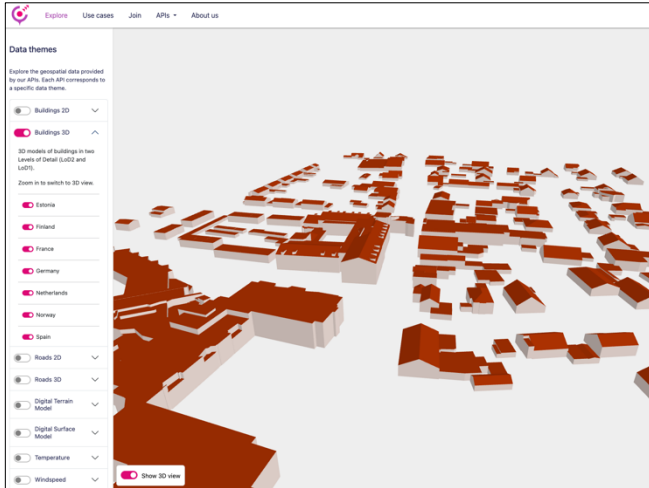 Explore Use cases Join APIs About us
Data themes
Explore the geospatial data provided
by our APIs. Each API corresponds to
a specific data theme.
Buildings 2D
Buildings 3D
3D models of buildings in two
Levels of Detail (LoD2 and
LoD1).
Zoom in to switch to 3D view.
Estonia
Finland
France
Germany
Netherlands
Norway
Spain
Roads 2D
Roads 3D
Digital Terrain
Model
Digital Surface
Model
Temperature
Windspeed
Show 3D view